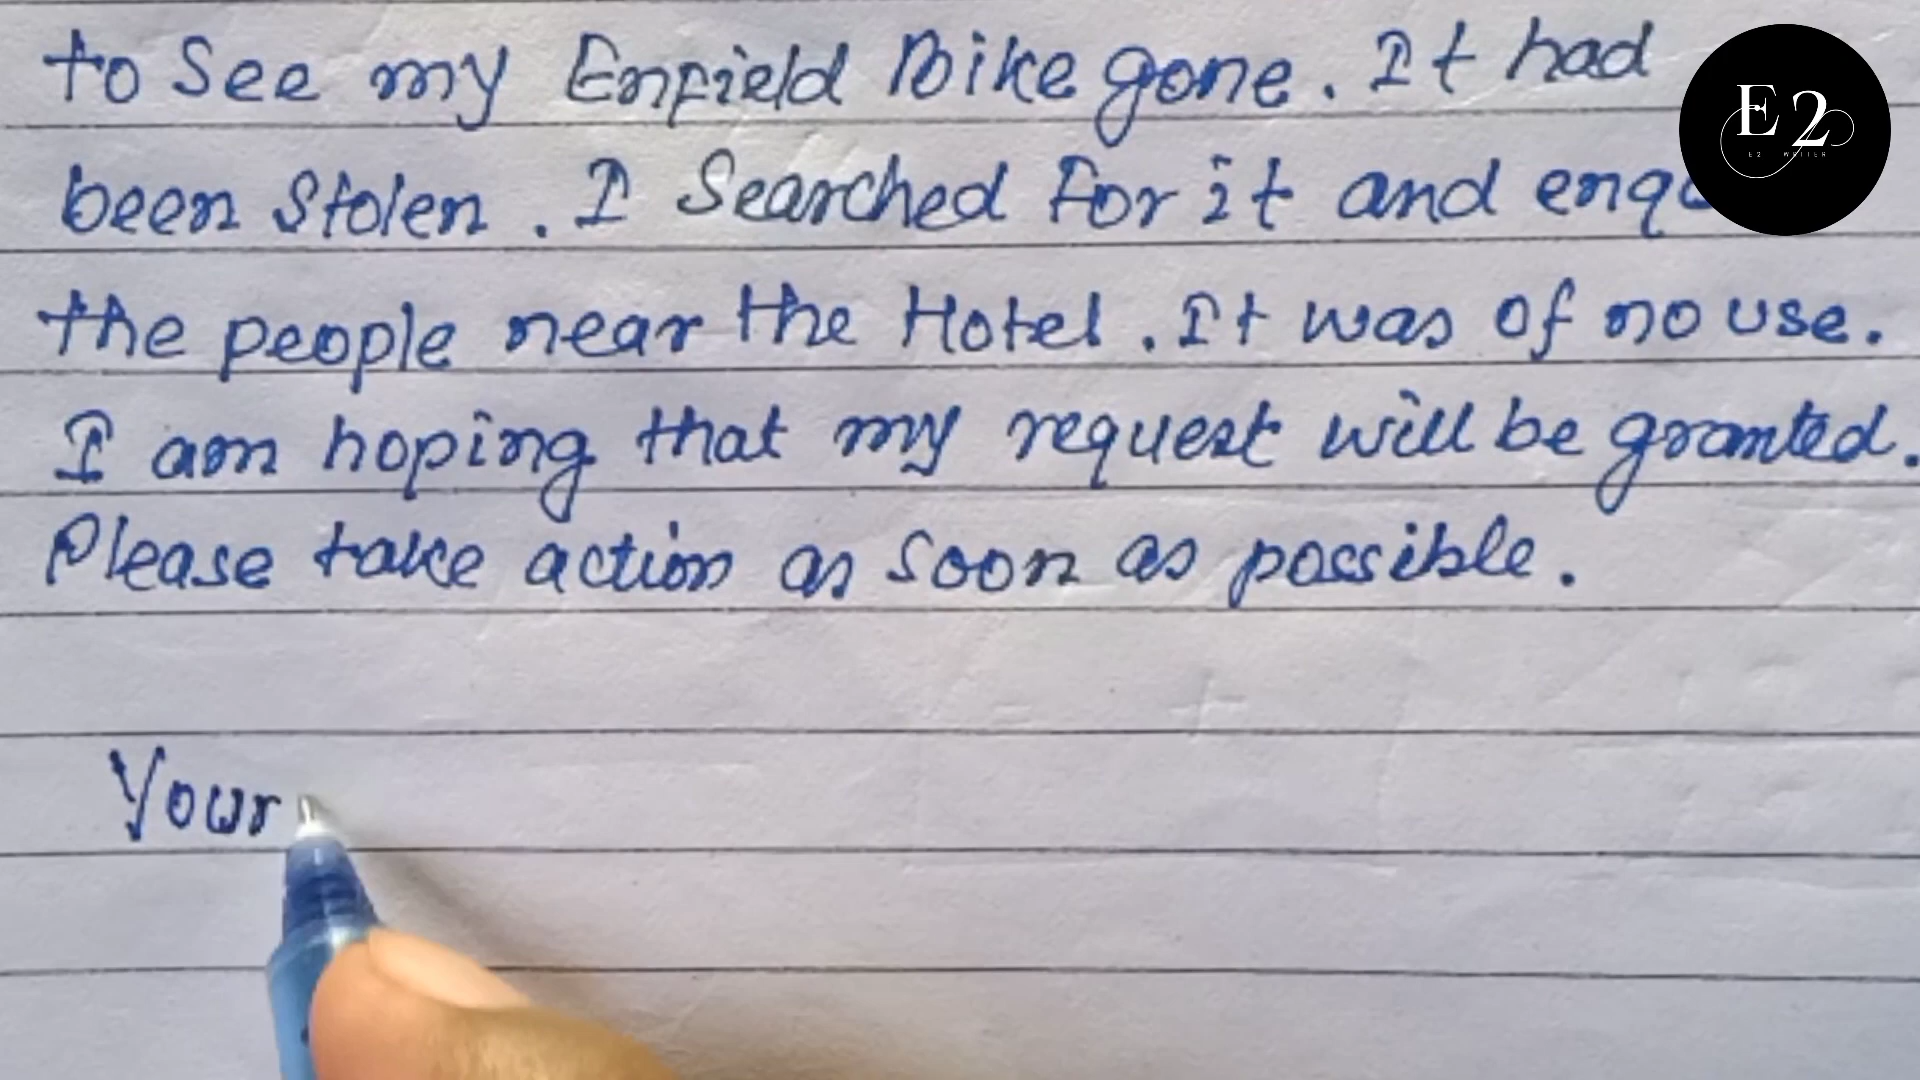 to See my Enfield Bike gone. It had
been Stolen. I Searched For it and
the people near the Hotel. It was of no use.
I am hoping that my request will be granted.
Please take action as soon as possible.
Your
E2
E2 WRITER